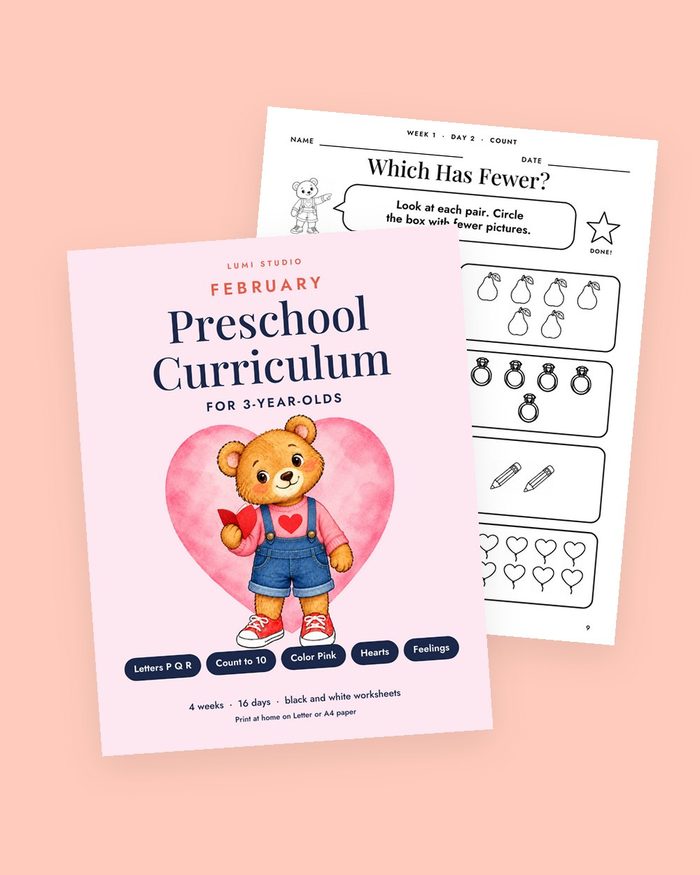 WEEK 1 · DAY 2 · COUNT
NAME
DATE
Which Has Fewer?
Look at each pair. Circle
the box with fewer pictures.
DONE!
9
LUMI STUDIO
FEBRUARY
Preschool
Curriculum
FOR 3-YEAR-OLDS
Letters P Q R
Count to 10
Color Pink
Hearts
Feelings
4 weeks · 16 days · black and white worksheets
Print at home on Letter or A4 paper